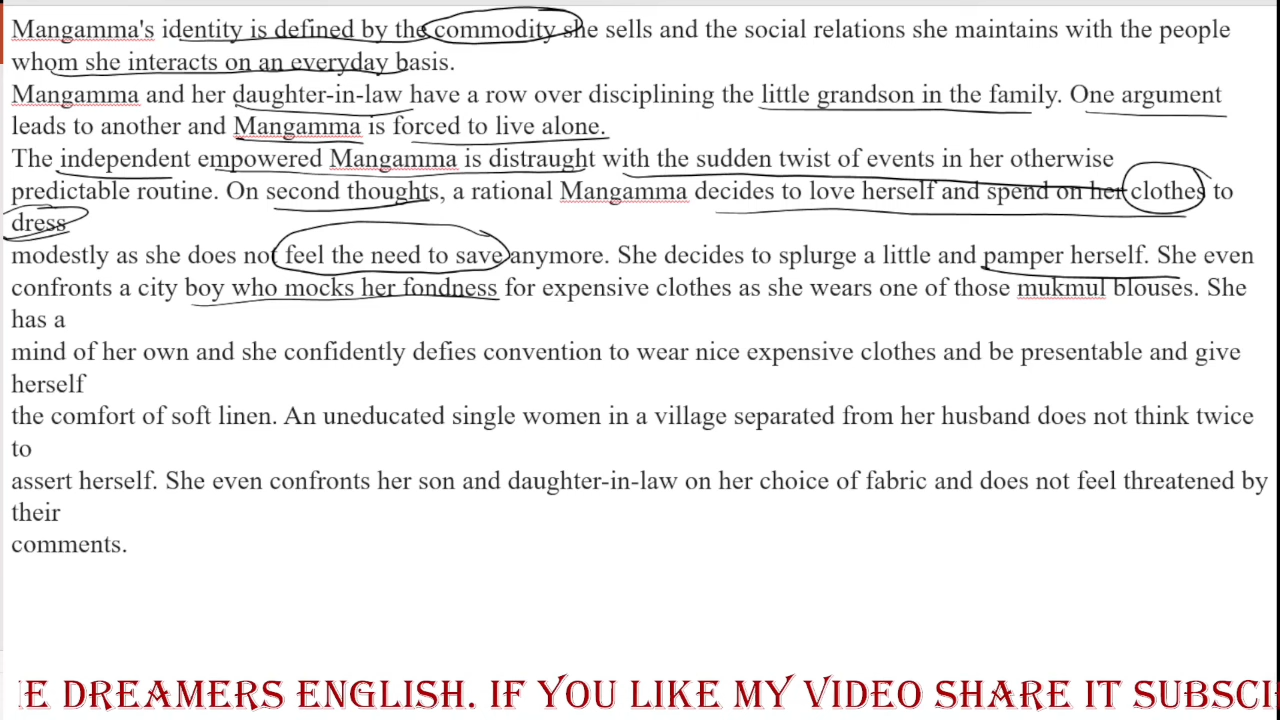 Mangamma's identity is defined by the commodity she sells and the social relations she maintains with the people
whom she interacts on an everyday basis.
Mangamma and her daughter-in-law have a row over disciplining the little grandson in the family. One argument
leads to another and Mangamma is forced to live alone.
The independent empowered Mangamma is distraught with the sudden twist of events in her otherwise
predictable routine. On second thoughts, a rational Mangamma decides to love herself and spend on her clothes to
dress
modestly as she does not feel the need to save anymore. She decides to splurge a little and pamper herself. She even
confronts a city boy who mocks her fondness for expensive clothes as she wears one of those mukmul blouses. She
has a
mind of her own and she confidently defies convention to wear nice expensive clothes and be presentable and give
herself
the comfort of soft linen. An uneducated single women in a village separated from her husband does not think twice
to
assert herself. She even confronts her son and daughter-in-law on her choice of fabric and does not feel threatened by
their
comments.
E DREAMERS ENGLISH. IF YOU LIKE MY VIDEO SHARE IT SUBSCI